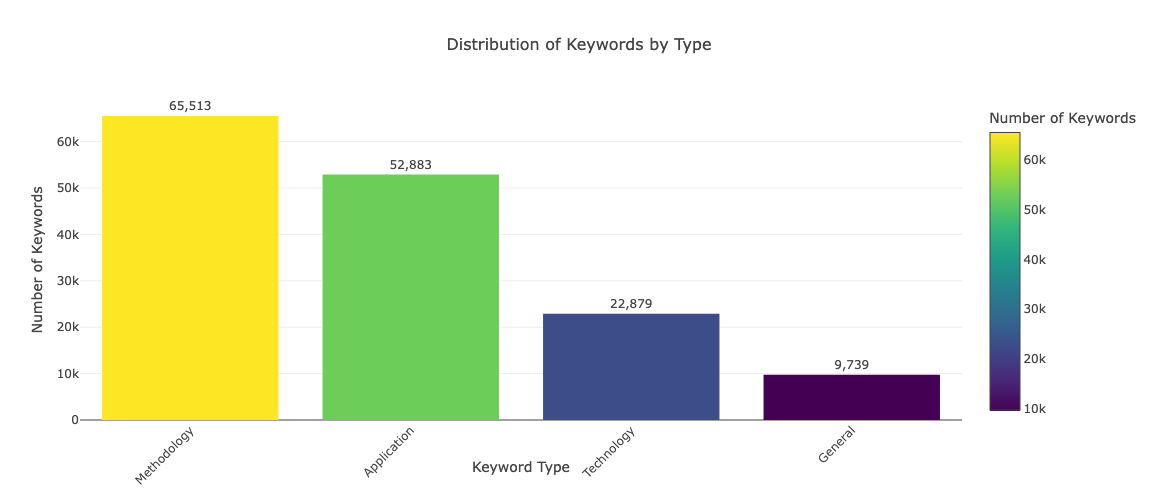 Distribution of Keywords by Type
Number of Keywords
60k
50k
40k
30k
20k
10k
0
65,513
52,883
22,879
9,739
Methodology
Application
Technology
General
Keyword Type
Number of Keywords
60k
50k
40k
30k
20k
10k